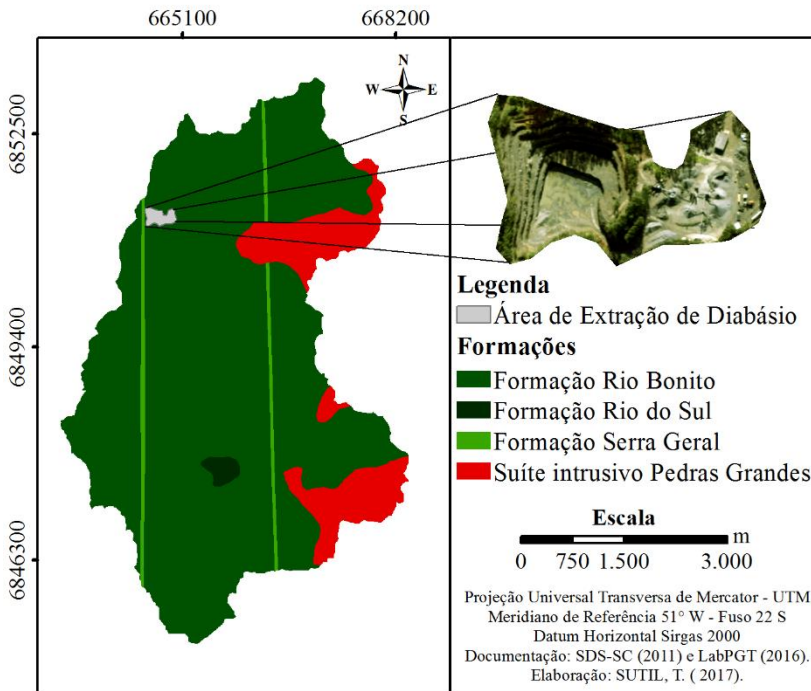 665100 668200
6852500
6849400
6846300
N
W E
S
Legenda
Área de Extração de Diabásio
Formações
Formação Rio Bonito
Formação Rio do Sul
Formação Serra Geral
Suíte intrusivo Pedras Grandes
Escala
m
0 750 1.500 3.000
Projeção Universal Transversa de Mercator - UTM
Meridiano de Referência 51° W - Fuso 22 S
Datum Horizontal Sirgas 2000
Documentação: SDS-SC (2011) e LabPGT (2016).
Elaboração: SUTIL, T. ( 2017).